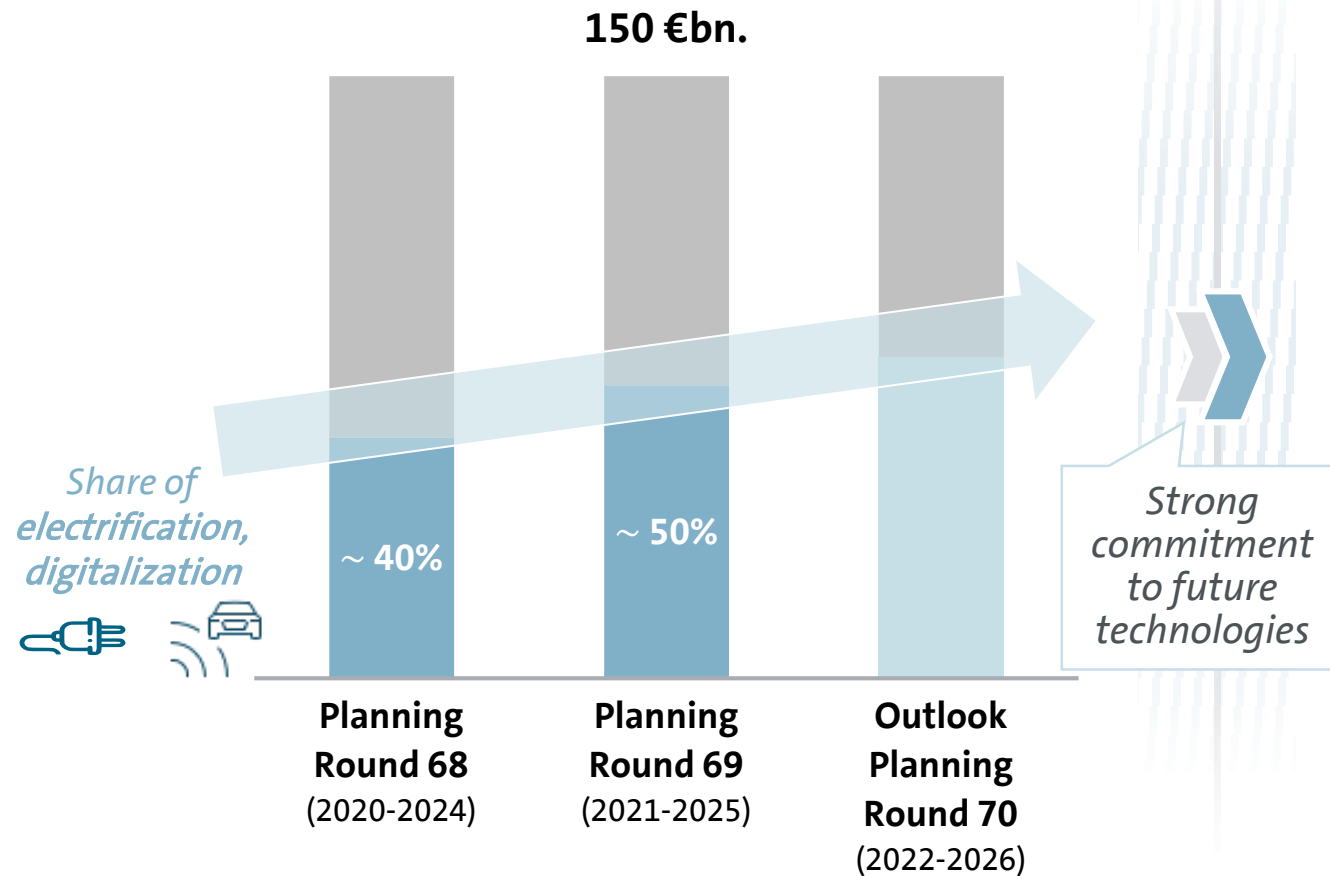 150 €bn.
Share of
electrification,
digitalization
~ 40%
~ 50%
Strong
commitment
to future
technologies
Planning
Round 68
(2020-2024)
Planning
Round 69
(2021-2025)
Outlook
Planning
Round 70
(2022-2026)